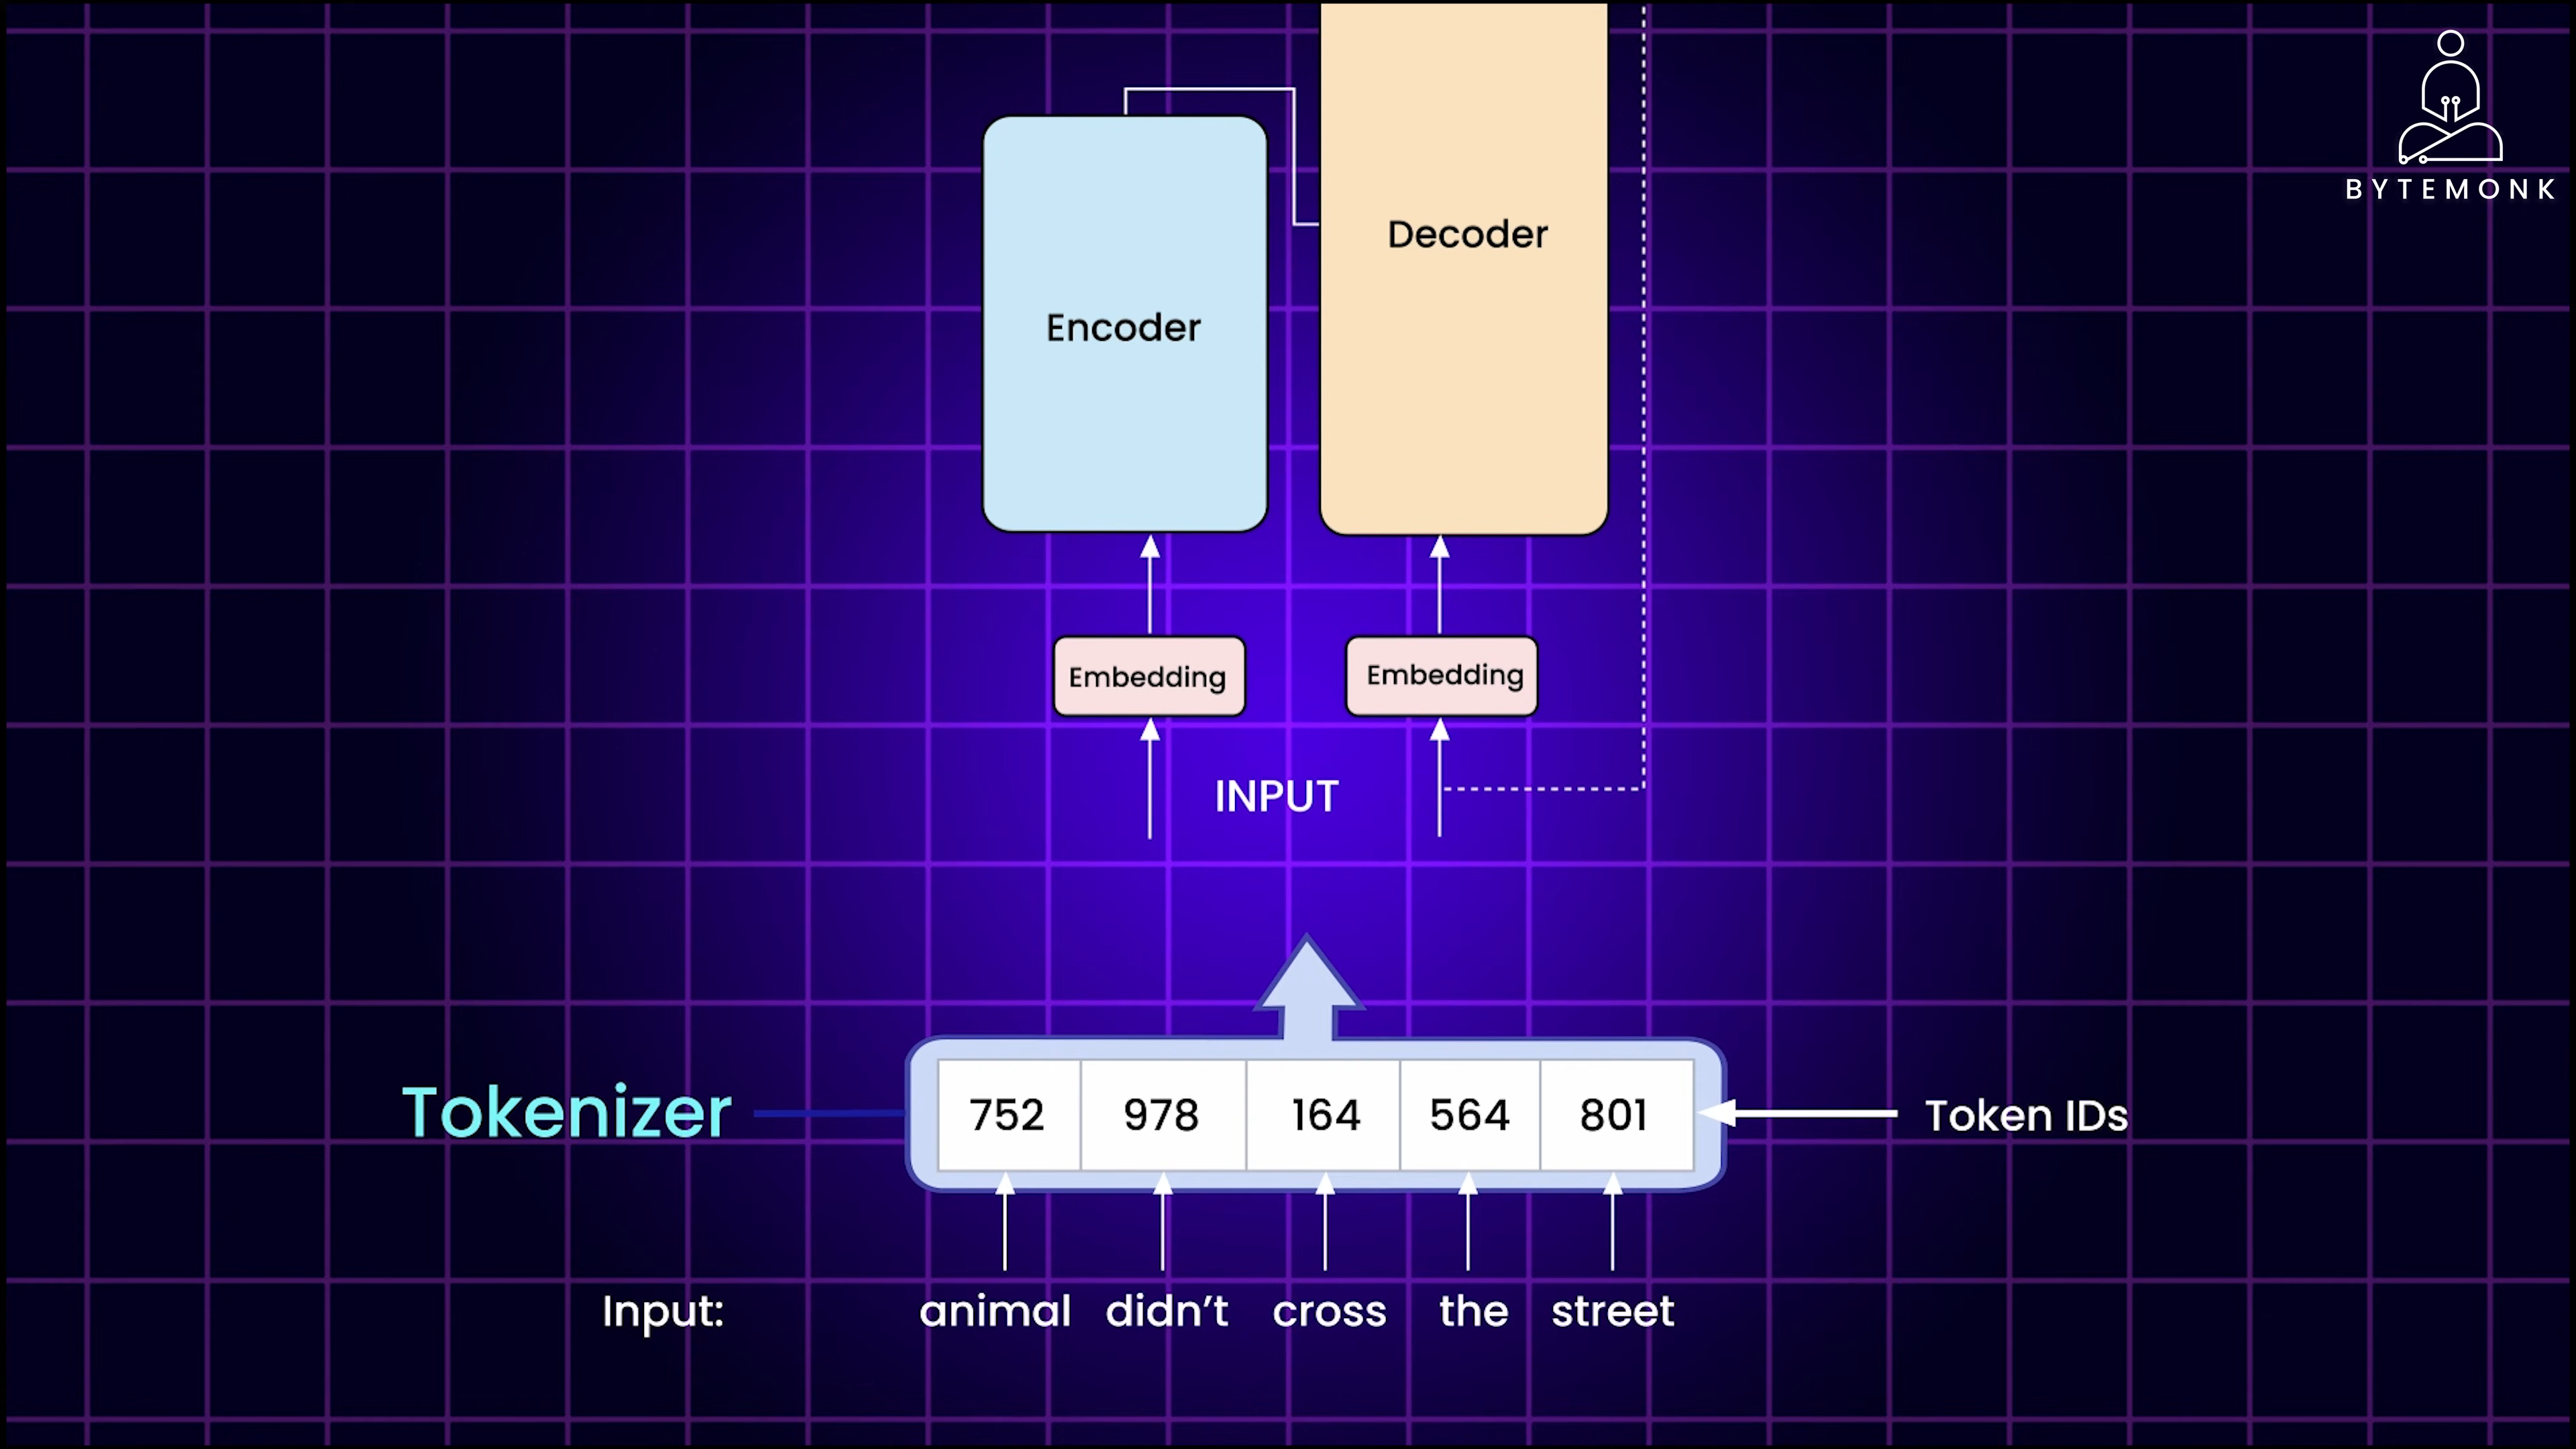 BYTEMONK
Decoder
Encoder
Embedding Embedding
INPUT
Tokenizer 752 978 164 564 801 Token IDs
Input: animal didn’t cross the street